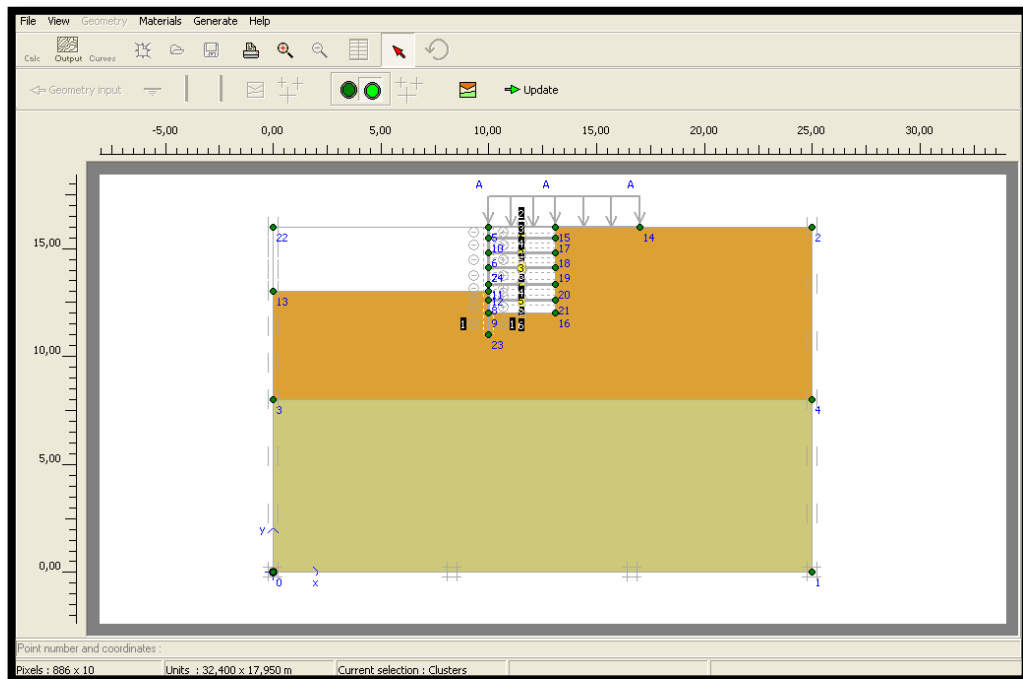 File View Geometry Materials Generate Help
Calc Output Curves
Geometry input Update
-5,00 0,00 5,00 10,00 15,00 20,00 25,00 30,00
A A A
15,00
22 5 15 14 2
10 17
6 18
24 19
13 11 20
12
8 21
1 1 9 16
23
10,00
3 4
5,00
y
0,00
0 x 1
Point number and coordinates :
Pixels : 886 x 10 Units : 32,400 x 17,950 m Current selection : Clusters